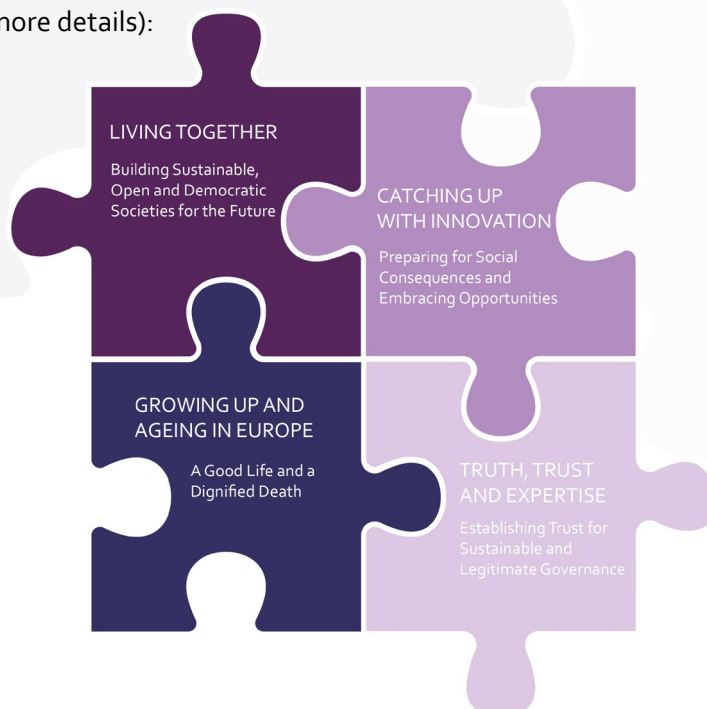 more details):
LIVING TOGETHER
Building Sustainable,
Open and Democratic
Societies for the Future
CATCHING UP
WITH INNOVATION
Preparing for Social
Consequences and
Embracing Opportunities
GROWING UP AND
AGEING IN EUROPE
A Good Life and a
Dignified Death
TRUTH, TRUST
AND EXPERTISE
Establishing Trust for
Sustainable and
Legitimate Governance